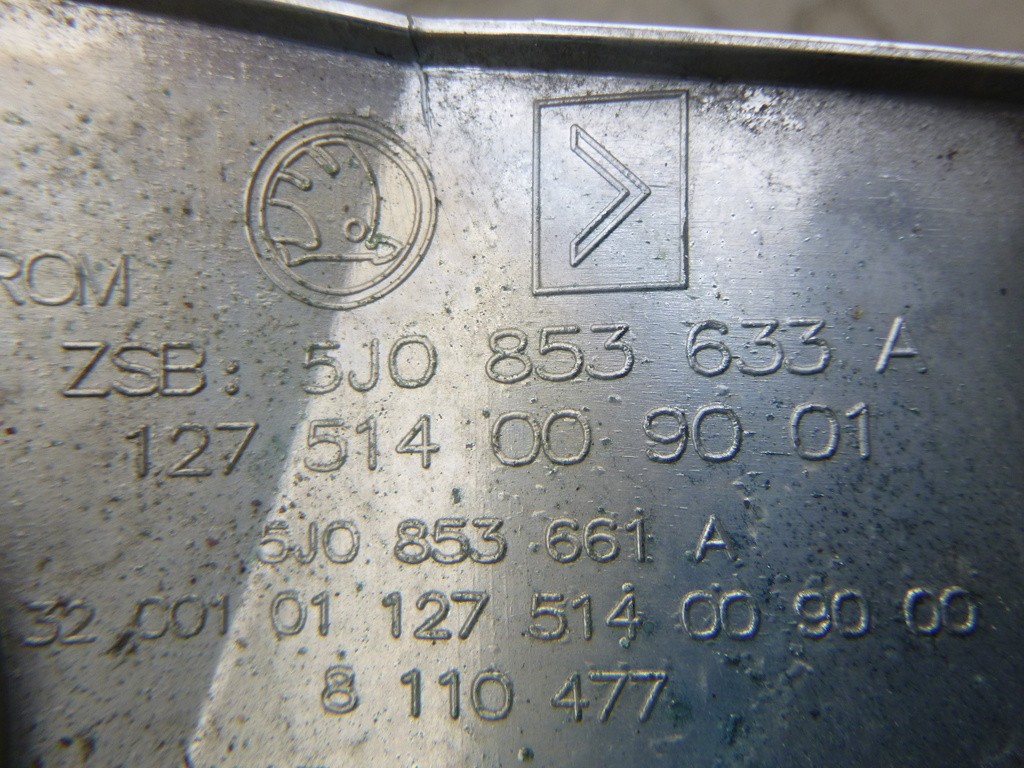 ROM
ZSB: 5J0 853 633 A
127 514 00 90 01
5J0 853 661 A
32 001 01 127 514 00 90 00
8 110 477